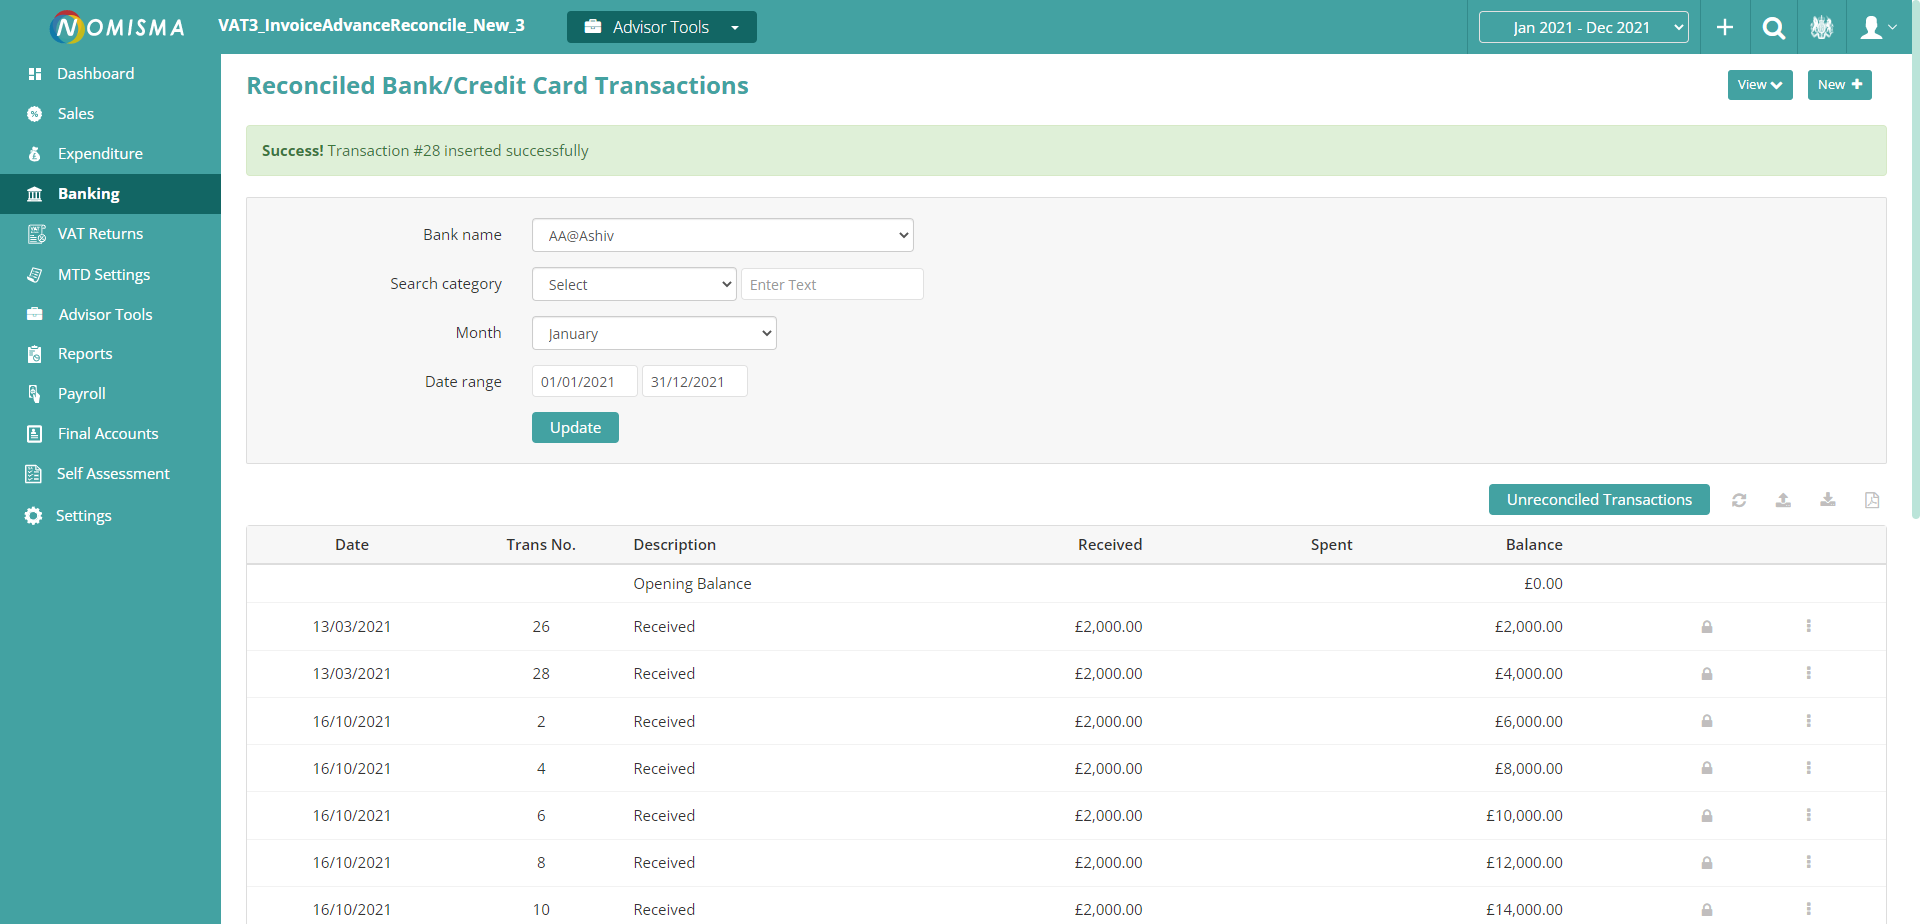 NOMISMA
VAT3_InvoiceAdvanceReconcile_New_3
Advisor Tools
Jan 2021 - Dec 2021
Dashboard
Sales
Expenditure
Banking
VAT Returns
MTD Settings
Advisor Tools
Reports
Payroll
Final Accounts
Self Assessment
Settings
Reconciled Bank/Credit Card Transactions
View
New
Success! Transaction #28 inserted successfully
Bank name AA@Ashiv
Search category Select Enter Text
Month January
Date range 01/01/2021 31/12/2021
Update
Unreconciled Transactions
Date Trans No. Description Received Spent Balance
Opening Balance £0.00
13/03/2021 26 Received £2,000.00 £2,000.00
13/03/2021 28 Received £2,000.00 £4,000.00
16/10/2021 2 Received £2,000.00 £6,000.00
16/10/2021 4 Received £2,000.00 £8,000.00
16/10/2021 6 Received £2,000.00 £10,000.00
16/10/2021 8 Received £2,000.00 £12,000.00
16/10/2021 10 Received £2,000.00 £14,000.00